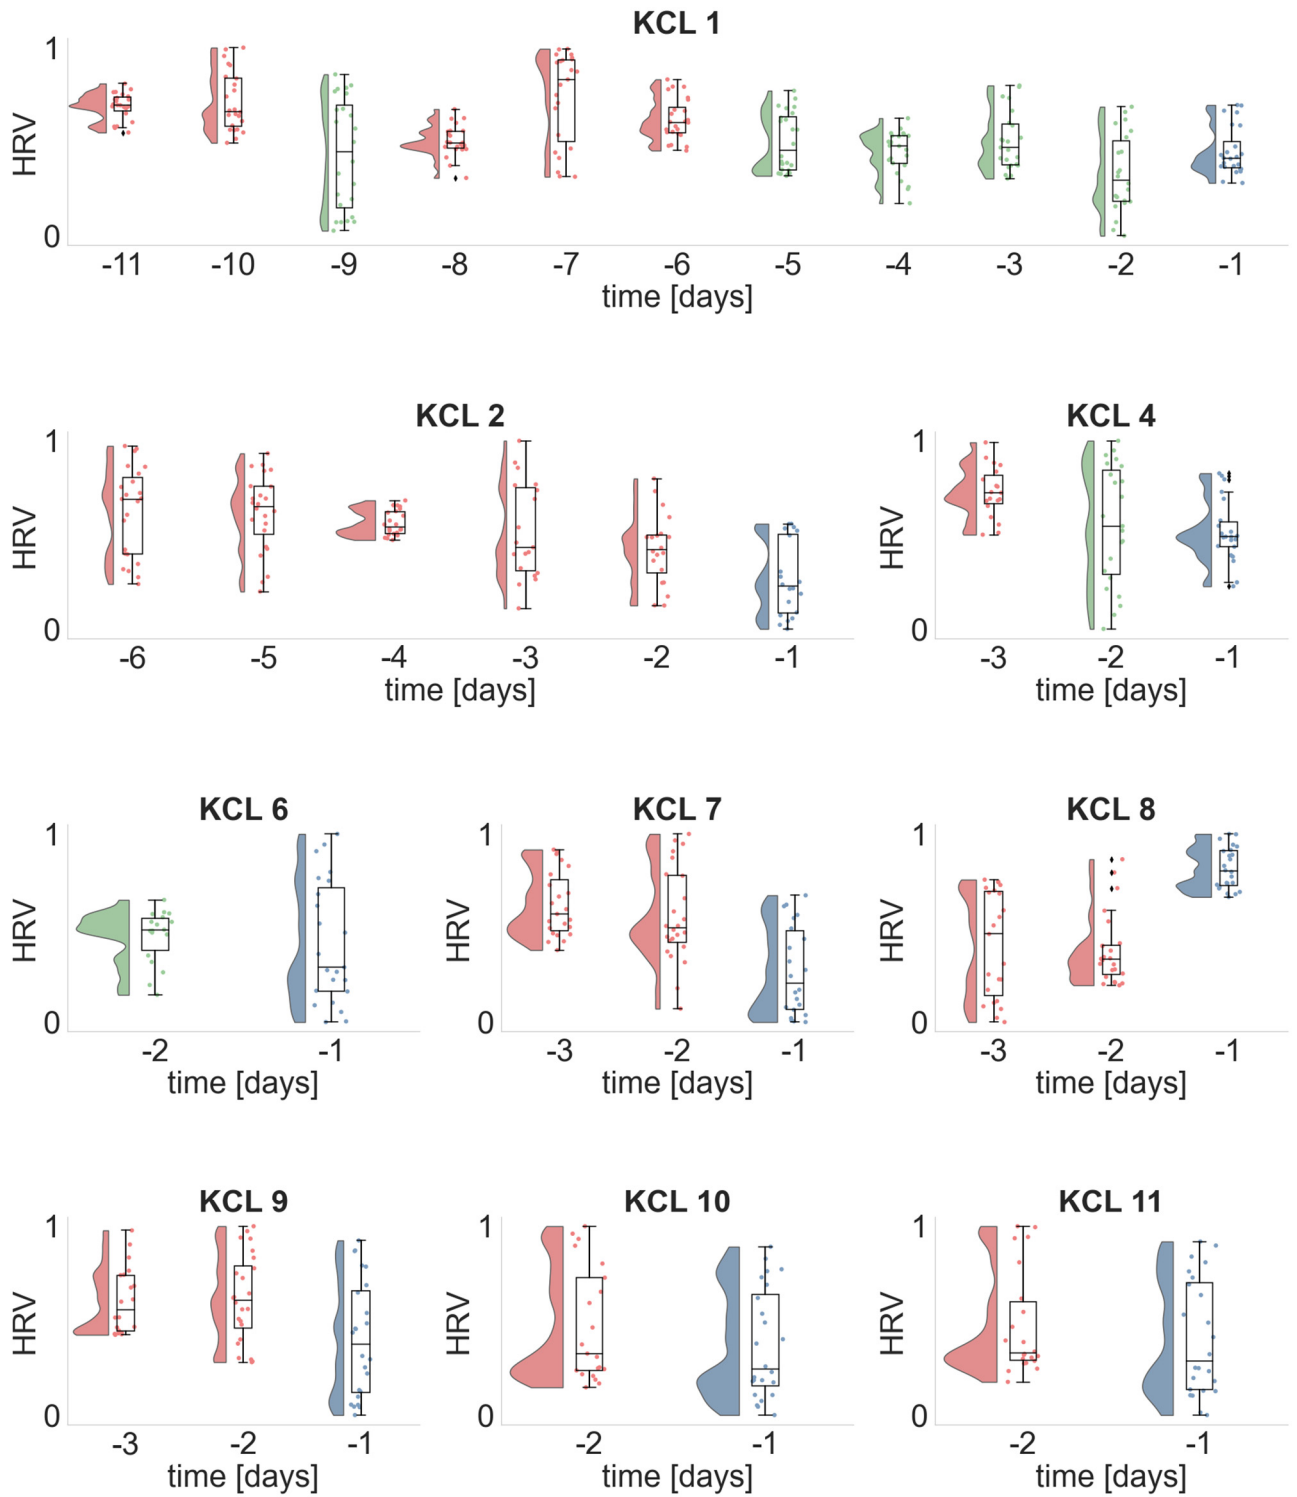 KCL 1
1
HRV
0
-11 -10 -9 -8 -7 -6 -5 -4 -3 -2 -1
time [days]
KCL 2
1
HRV
0
-6 -5 -4 -3 -2 -1
time [days]
KCL 4
1
HRV
0
-3 -2 -1
time [days]
KCL 6
1
HRV
0
-2 -1
time [days]
KCL 7
1
HRV
0
-3 -2 -1
time [days]
KCL 8
1
HRV
0
-3 -2 -1
time [days]
KCL 9
1
HRV
0
-3 -2 -1
time [days]
KCL 10
1
HRV
0
-2 -1
time [days]
KCL 11
1
HRV
0
-2 -1
time [days]